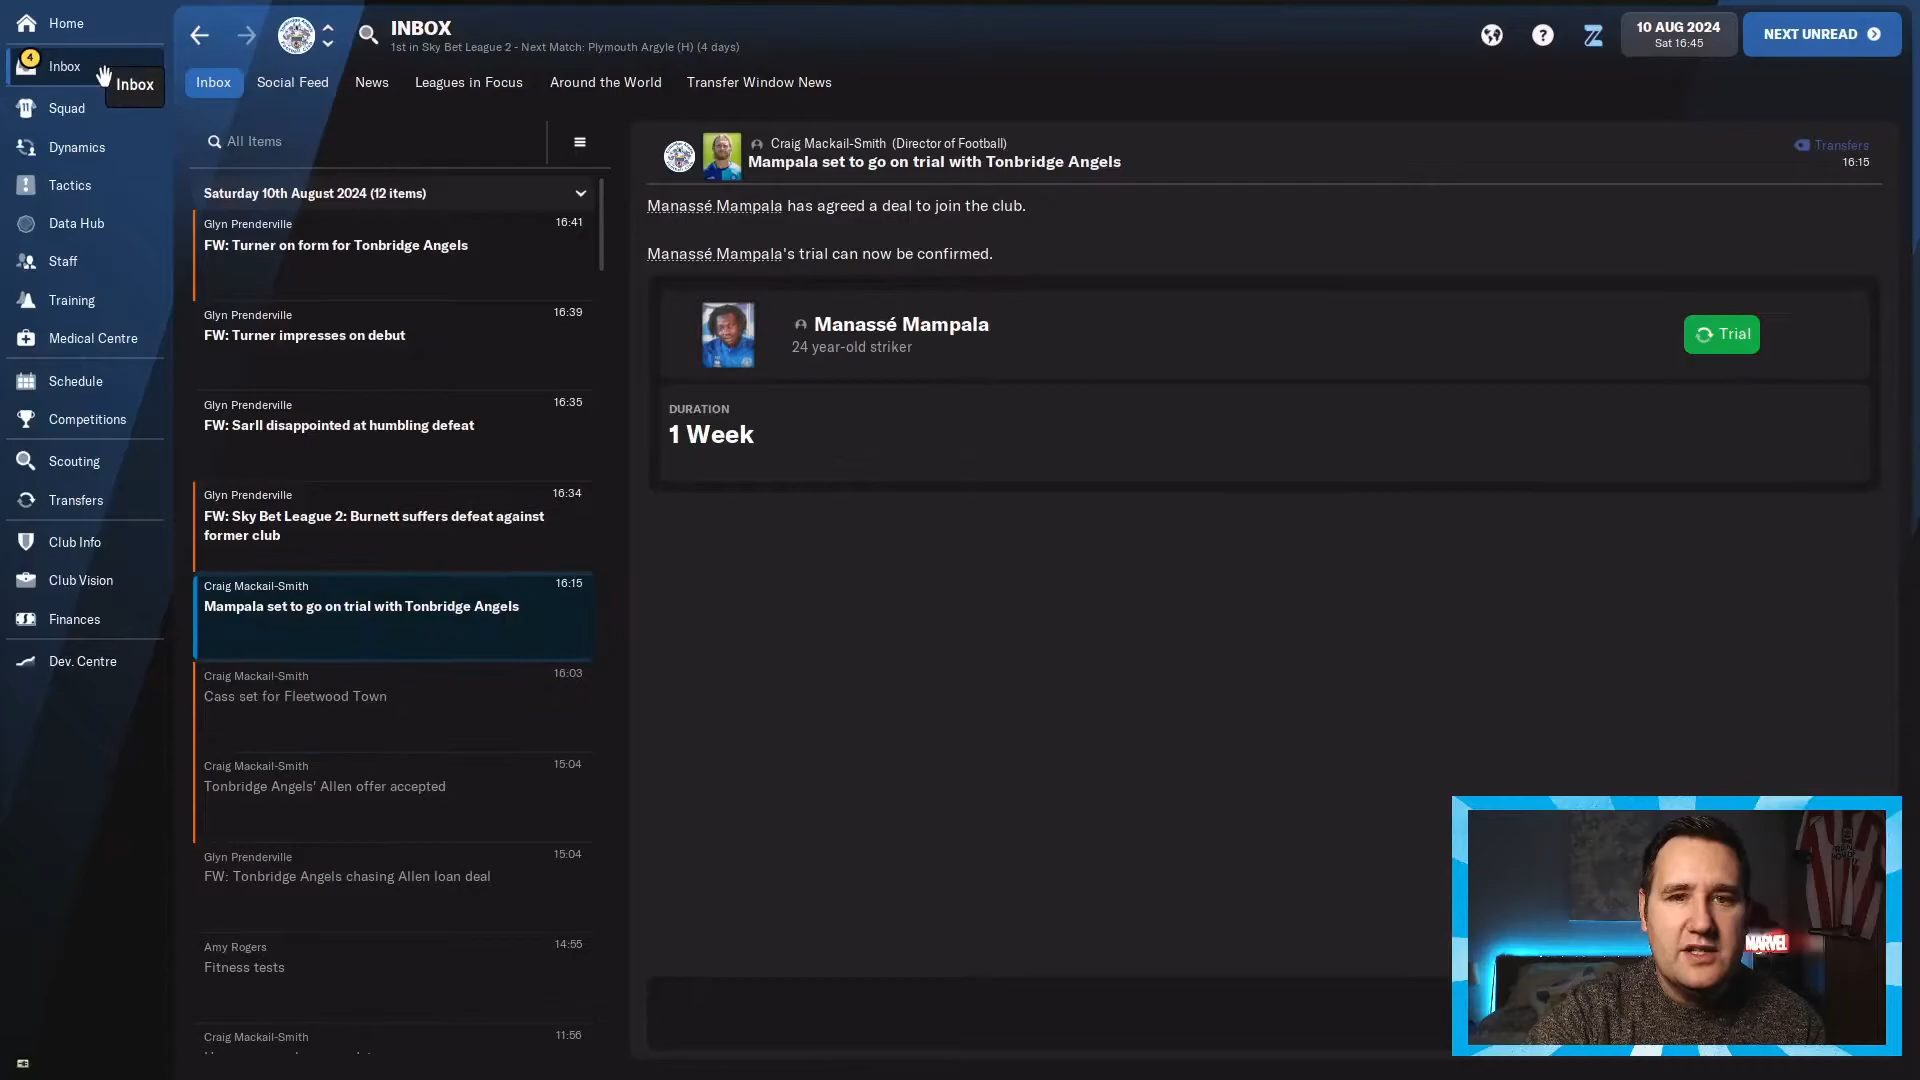 Home
4
Inbox
Inbox
Squad
Dynamics
Tactics
Data Hub
Staff
Training
Medical Centre
Schedule
Competitions
Scouting
Transfers
Club Info
Club Vision
Finances
Dev. Centre
INBOX
1st in Sky Bet League 2 - Next Match: Plymouth Argyle (H) (4 days)
10 AUG 2024
Sat 16:45
NEXT UNREAD
Inbox Social Feed News Leagues in Focus Around the World Transfer Window News
All Items
Saturday 10th August 2024 (12 items)
Glyn Prenderville 16:41
FW: Turner on form for Tonbridge Angels
Glyn Prenderville 16:39
FW: Turner impresses on debut
Glyn Prenderville 16:35
FW: Sarll disappointed at humbling defeat
Glyn Prenderville 16:34
FW: Sky Bet League 2: Burnett suffers defeat against
former club
Craig Mackail-Smith 16:15
Mampala set to go on trial with Tonbridge Angels
Craig Mackail-Smith 16:03
Cass set for Fleetwood Town
Craig Mackail-Smith 15:04
Tonbridge Angels' Allen offer accepted
Glyn Prenderville 15:04
FW: Tonbridge Angels chasing Allen loan deal
Amy Rogers 14:55
Fitness tests
Craig Mackail-Smith 11:56
Craig Mackail-Smith (Director of Football)
Mampala set to go on trial with Tonbridge Angels
Transfers
16:15
Manassé Mampala has agreed a deal to join the club.
Manassé Mampala's trial can now be confirmed.
Manassé Mampala
24 year-old striker
Trial
DURATION
1 Week
MARVEL